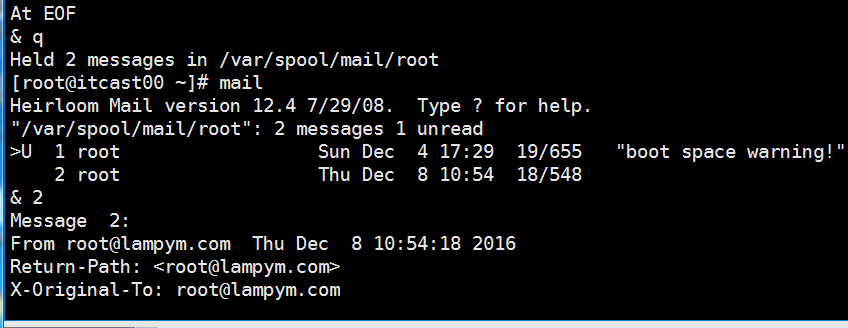 At EOF
& q
Held 2 messages in /var/spool/mail/root
[root@itcast00 ~]# mail
Heirloom Mail version 12.4 7/29/08.  Type ? for help.
"/var/spool/mail/root": 2 messages 1 unread
>U  1 root                  Sun Dec  4 17:29  19/655   "boot space warning!"
    2 root                  Thu Dec  8 10:54  18/548
& 2
Message  2:
From root@lampym.com  Thu Dec  8 10:54:18 2016
Return-Path: <root@lampym.com>
X-Original-To: root@lampym.com